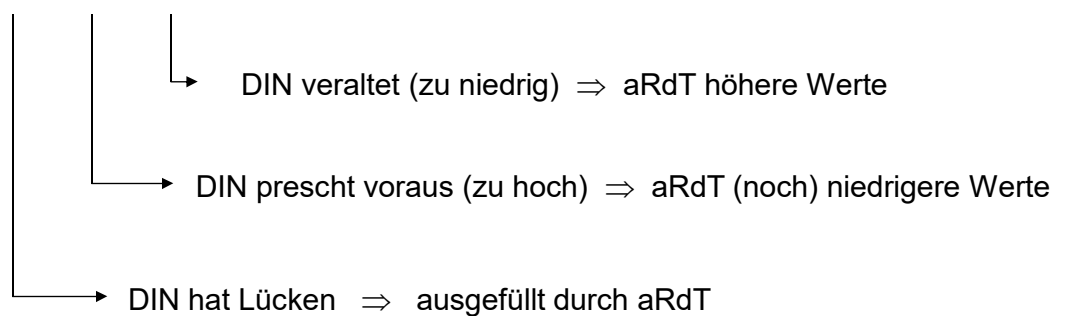 DIN veraltet (zu niedrig) ⇒ aRdT höhere Werte
DIN prescht voraus (zu hoch) ⇒ aRdT (noch) niedrigere Werte
DIN hat Lücken ⇒ ausgefüllt durch aRdT